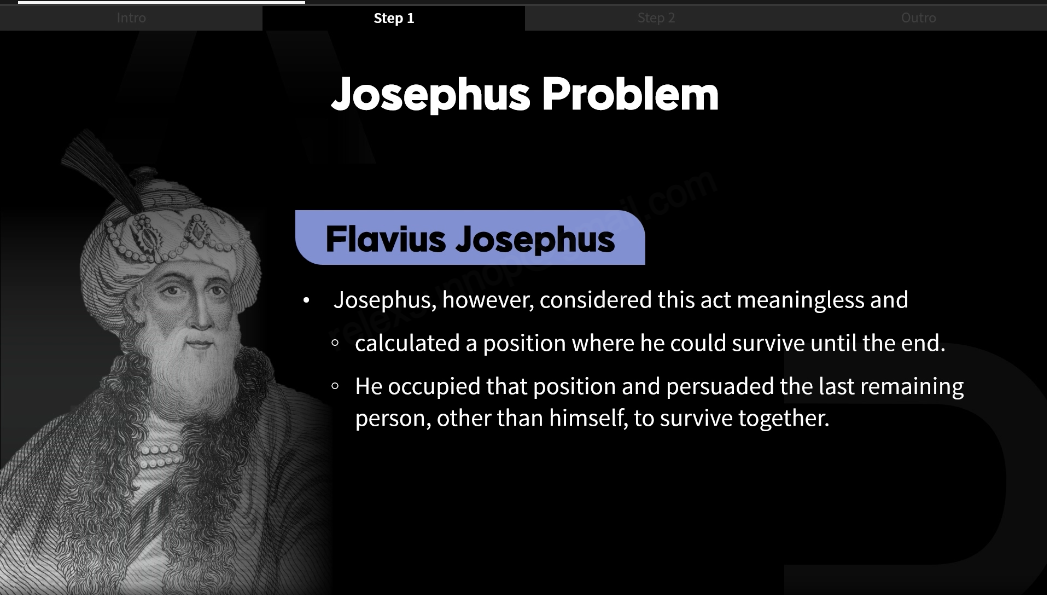 Intro
Step 1
Step 2
Outro
Josephus Problem
Flavius Josephus
• Josephus, however, considered this act meaningless and
◦ calculated a position where he could survive until the end.
◦ He occupied that position and persuaded the last remaining
person, other than himself, to survive together.